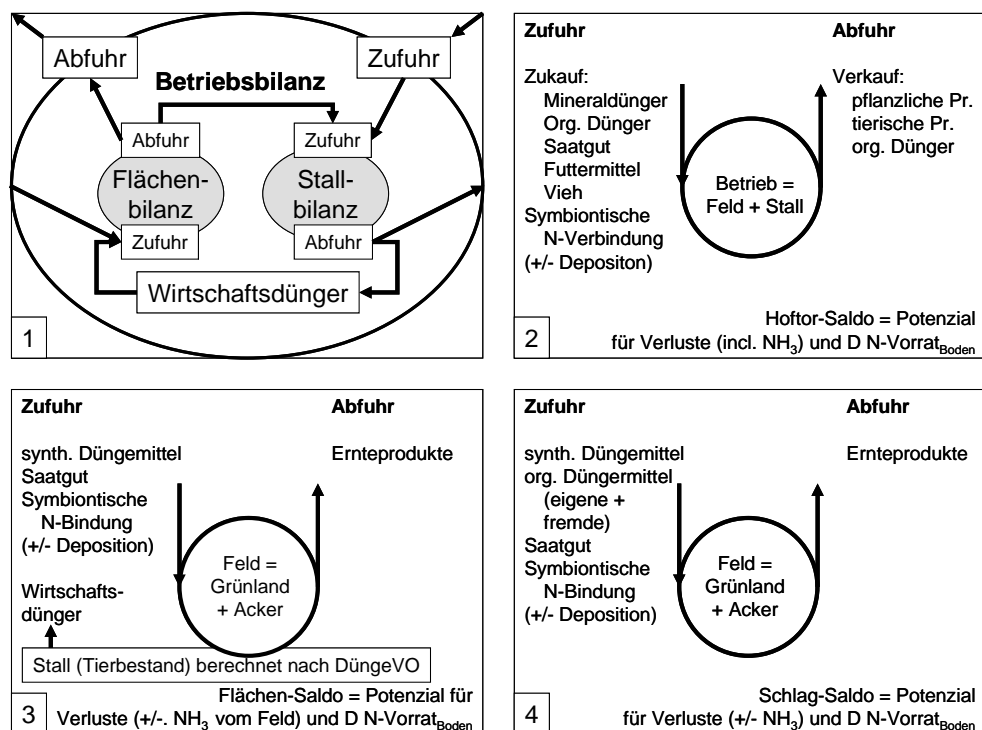 Abfuhr
Zufuhr
Betriebsbilanz
Abfuhr
Zufuhr
Flächen-
bilanz
Stall-
bilanz
Zufuhr
Abfuhr
Wirtschaftsdünger
1
Zufuhr
Abfuhr
Zukauf:
Mineraldünger
Org. Dünger
Saatgut
Futtermittel
Vieh
Symbiontische
N-Verbindung
(+/- Depositon)
Verkauf:
pflanzliche Pr.
tierische Pr.
org. Dünger
Betrieb =
Feld + Stall
Hoftor-Saldo = Potenzial
für Verluste (incl. NH3) und D N-VorratBoden
2
Zufuhr
Abfuhr
synth. Düngemittel
Saatgut
Symbiontische
N-Bindung
(+/- Deposition)
Wirtschafts-
dünger
Ernteprodukte
Feld =
Grünland
+ Acker
Stall (Tierbestand) berechnet nach DüngeVO
Flächen-Saldo = Potenzial für
Verluste (+/-. NH3 vom Feld) und D N-VorratBoden
3
Zufuhr
Abfuhr
synth. Düngemittel
org. Düngermittel
(eigene +
fremde)
Saatgut
Symbiontische
N-Bindung
(+/- Deposition)
Ernteprodukte
Feld =
Grünland
+ Acker
Schlag-Saldo = Potenzial
für Verluste (+/- NH3) und D N-VorratBoden
4